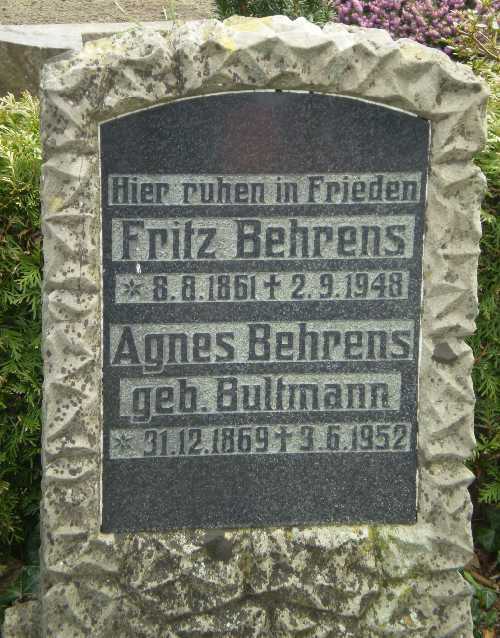 Hier ruhen in Frieden
Fritz Behrens
* 8.8.1861 † 2.9.1948
Agnes Behrens
geb. Bultmann
* 31.12.1869 † 3.6.1952